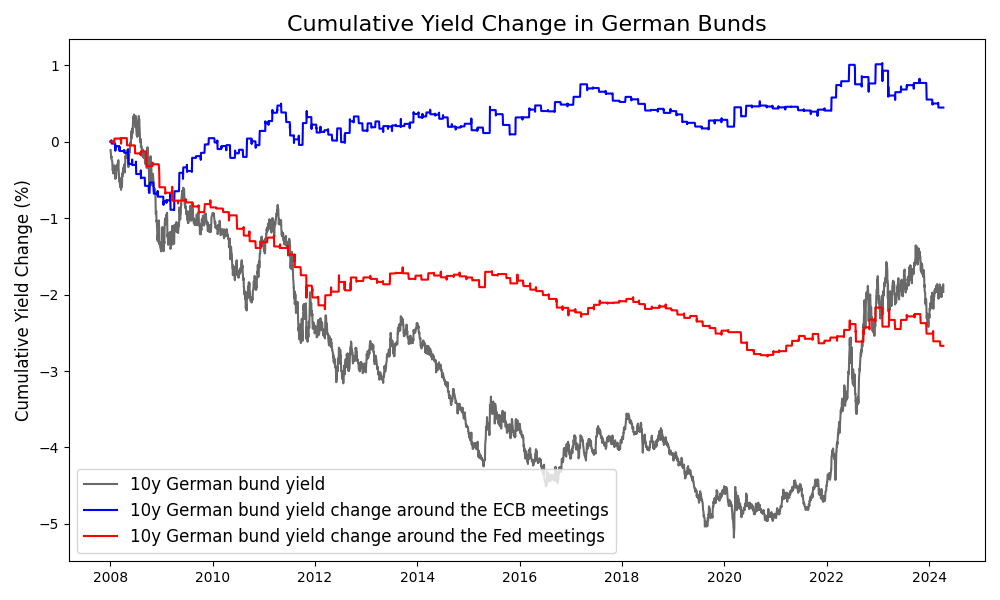 Cumulative Yield Change in German Bunds
Cumulative Yield Change (%)
1
0
−1
−2
−3
−4
−5
10y German bund yield
10y German bund yield change around the ECB meetings
10y German bund yield change around the Fed meetings
2008 2010 2012 2014 2016 2018 2020 2022 2024